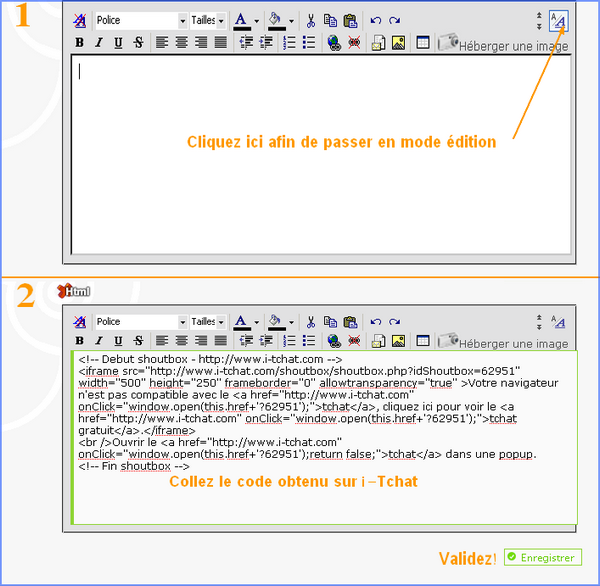 1
Police Tailles A
B I U S Héberger une image
Cliquez ici afin de passer en mode édition
2 Html
Police Tailles A
B I U S Héberger une image
<!-- Debut shoutbox - http://www.i-tchat.com -->
<iframe src="http://www.i-tchat.com/shoutbox/shoutbox.php?idShoutbox=62951"
width="500" height="250" frameborder="0" allowtransparency="true" >Votre navigateur
n'est pas compatible avec le <a href="http://www.i-tchat.com"
onClick="window.open(this.href+'?62951');">tchat</a>, cliquez ici pour voir le <a
href="http://www.i-tchat.com" onClick="window.open(this.href+'?62951');">tchat
gratuit</a>.</iframe>
<br />Ouvrir le <a href="http://www.i-tchat.com"
onClick="window.open(this.href+'?62951');return false;">tchat</a> dans une popup.
<!-- Fin shoutbox -->
Collez le code obtenu sur i-Tchat
Validez! Enregistrer